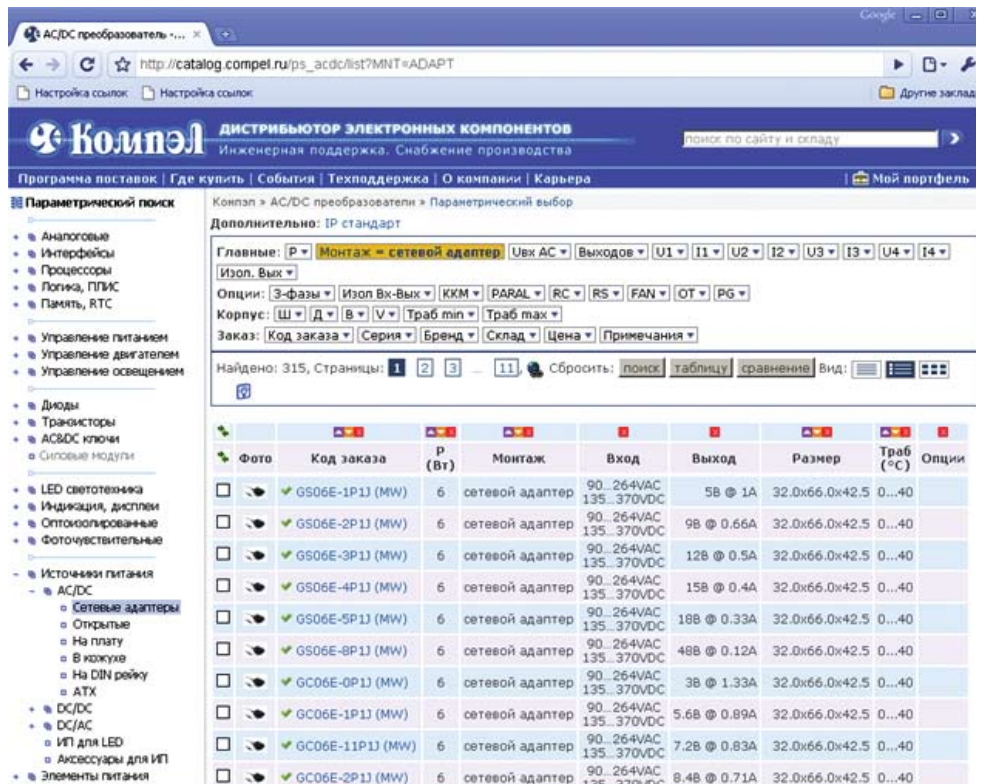 Google
AC/DC преобразователь -...
http://catalog.compel.ru/ps_acdc/list?MNT=ADAPT
Настройка ссылок Настройка ссылок Другие заклад
Компэл
ДИСТРИБЬЮТОР ЭЛЕКТРОННЫХ КОМПОНЕНТОВ
Инженерная поддержка. Снабжение производства
поиск по сайту и складу
Программа поставок | Где купить | События | Техподдержка | О компании | Карьера | Мой портфель
Параметрический поиск
Аналоговые
Интерфейсы
Процессоры
Логика, ПЛИС
Память, RTC
Управление питанием
Управление двигателем
Управление освещением
Диоды
Транзисторы
AC&DC ключи
Силовые модули
LED светотехника
Индикация, дисплеи
Оптоизолированные
Фоточувствительные
Источники питания
AC/DC
Сетевые адаптеры
Открытые
На плату
В кожухе
На DIN рейку
ATX
DC/DC
DC/AC
ИП для LED
Аксессуары для ИП
Элементы питания
Компэл » AC/DC преобразователи » Параметрический выбор
Дополнительно: IP стандарт
Главные: P Монтаж = сетевой адаптер Uвх AC Выходов U1 I1 U2 I2 U3 I3 U4 I4
Изол. Вых
Опции: 3-фазы Изол Вх-Вых ККМ PARAL RC RS FAN OT PG
Корпус: Ш Д В V Траб min Траб max
Заказ: Код заказа Серия Бренд Склад Цена Примечания
Найдено: 315, Страницы: 1 2 3 ... 11, Сбросить: поиск таблицу сравнение Вид:
Фото Код заказа P (Вт) Монтаж Вход Выход Размер Траб (°C) Опции
GS06E-1P1J (MW) 6 сетевой адаптер 90...264VAC 135...370VDC 5В @ 1A 32.0x66.0x42.5 0...40
GS06E-2P1J (MW) 6 сетевой адаптер 90...264VAC 135...370VDC 9В @ 0.66A 32.0x66.0x42.5 0...40
GS06E-3P1J (MW) 6 сетевой адаптер 90...264VAC 135...370VDC 12В @ 0.5A 32.0x66.0x42.5 0...40
GS06E-4P1J (MW) 6 сетевой адаптер 90...264VAC 135...370VDC 15В @ 0.4A 32.0x66.0x42.5 0...40
GS06E-5P1J (MW) 6 сетевой адаптер 90...264VAC 135...370VDC 18В @ 0.33A 32.0x66.0x42.5 0...40
GS06E-8P1J (MW) 6 сетевой адаптер 90...264VAC 135...370VDC 48В @ 0.12A 32.0x66.0x42.5 0...40
GC06E-0P1J (MW) 6 сетевой адаптер 90...264VAC 135...370VDC 3В @ 1.33A 32.0x66.0x42.5 0...40
GC06E-1P1J (MW) 6 сетевой адаптер 90...264VAC 135...370VDC 5.6В @ 0.89A 32.0x66.0x42.5 0...40
GC06E-11P1J (MW) 6 сетевой адаптер 90...264VAC 135...370VDC 7.2В @ 0.83A 32.0x66.0x42.5 0...40
GC06E-2P1J (MW) 6 сетевой адаптер 90...264VAC 135...370VDC 8.4В @ 0.71A 32.0x66.0x42.5 0...40